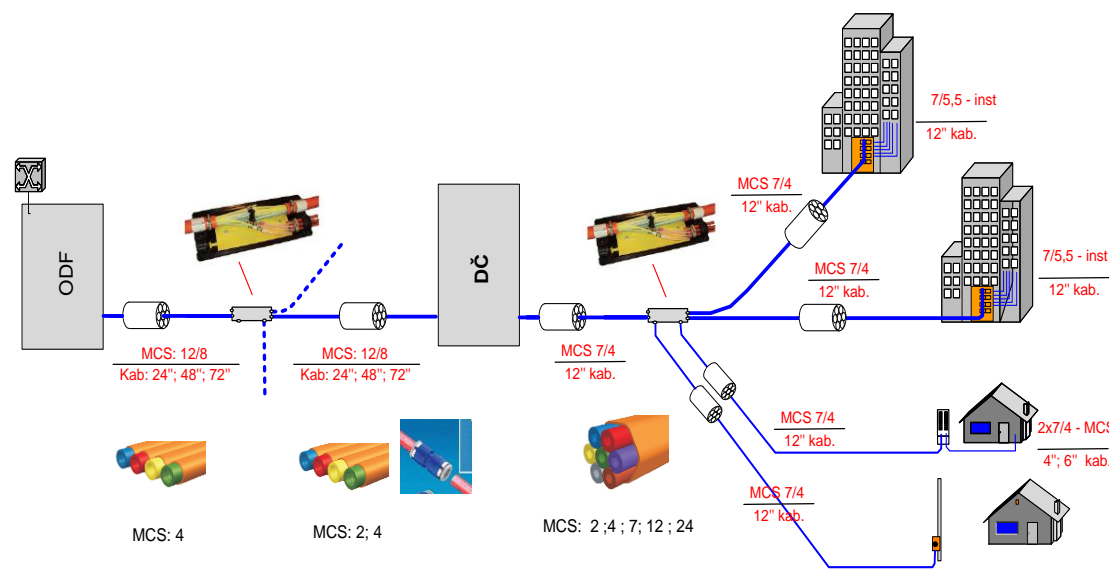 7/5,5 - inst
12" kab.
MCS 7/4
12" kab.
ODF
DČ
MCS 7/4
12" kab.
7/5,5 - inst
12" kab.
MCS: 12/8
Kab: 24"; 48"; 72"
MCS: 12/8
Kab: 24"; 48"; 72"
MCS 7/4
12" kab.
MCS 7/4
12" kab.
2x7/4 - MCS
4"; 6" kab.
MCS 7/4
12" kab.
MCS: 4
MCS: 2; 4
MCS: 2 ;4 ; 7; 12 ; 24